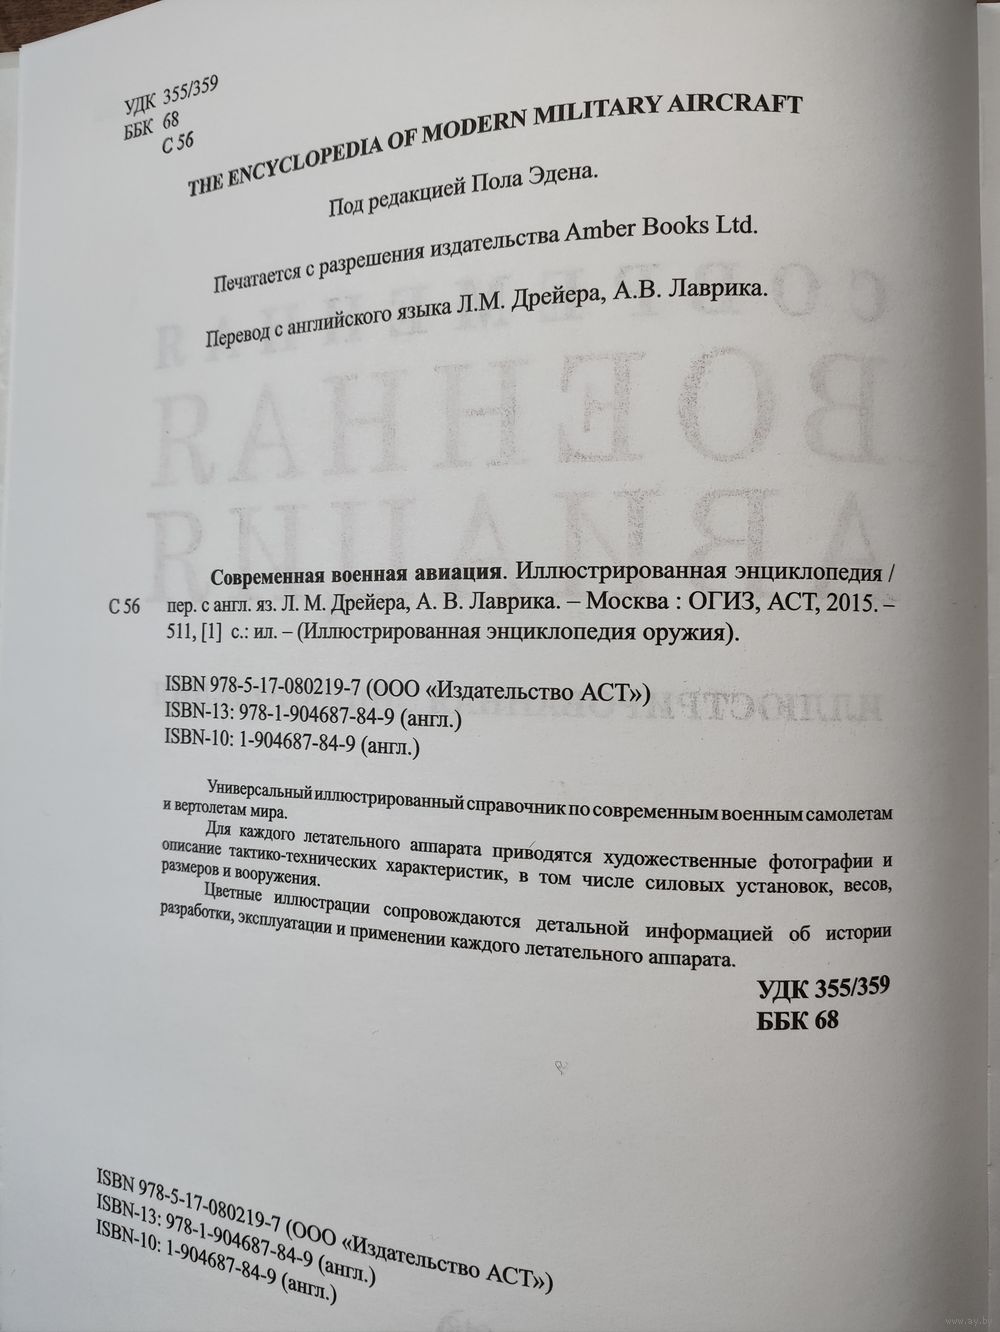 УДК 355/359
ББК 68
С 56
THE ENCYCLOPEDIA OF MODERN MILITARY AIRCRAFT
Под редакцией Пола Эдена.
Печатается с разрешения издательства Amber Books Ltd.
Перевод с английского языка Л.М. Дрейера, А.В. Лаврика.
Современная военная авиация. Иллюстрированная энциклопедия /
С 56 пер. с англ. яз. Л. М. Дрейера, А. В. Лаврика. – Москва : ОГИЗ, АСТ, 2015. –
511, [1] с.: ил. – (Иллюстрированная энциклопедия оружия).
ISBN 978-5-17-080219-7 (ООО «Издательство АСТ»)
ISBN-13: 978-1-904687-84-9 (англ.)
ISBN-10: 1-904687-84-9 (англ.)
Универсальный иллюстрированный справочник по современным военным самолетам
и вертолетам мира.
Для каждого летательного аппарата приводятся художественные фотографии и
описание тактико-технических характеристик, в том числе силовых установок, весов,
размеров и вооружения.
Цветные иллюстрации сопровождаются детальной информацией об истории
разработки, эксплуатации и применении каждого летательного аппарата.
УДК 355/359
ББК 68
ISBN 978-5-17-080219-7 (ООО «Издательство АСТ»)
ISBN-13: 978-1-904687-84-9 (англ.)
ISBN-10: 1-904687-84-9 (англ.)
www.ay.by